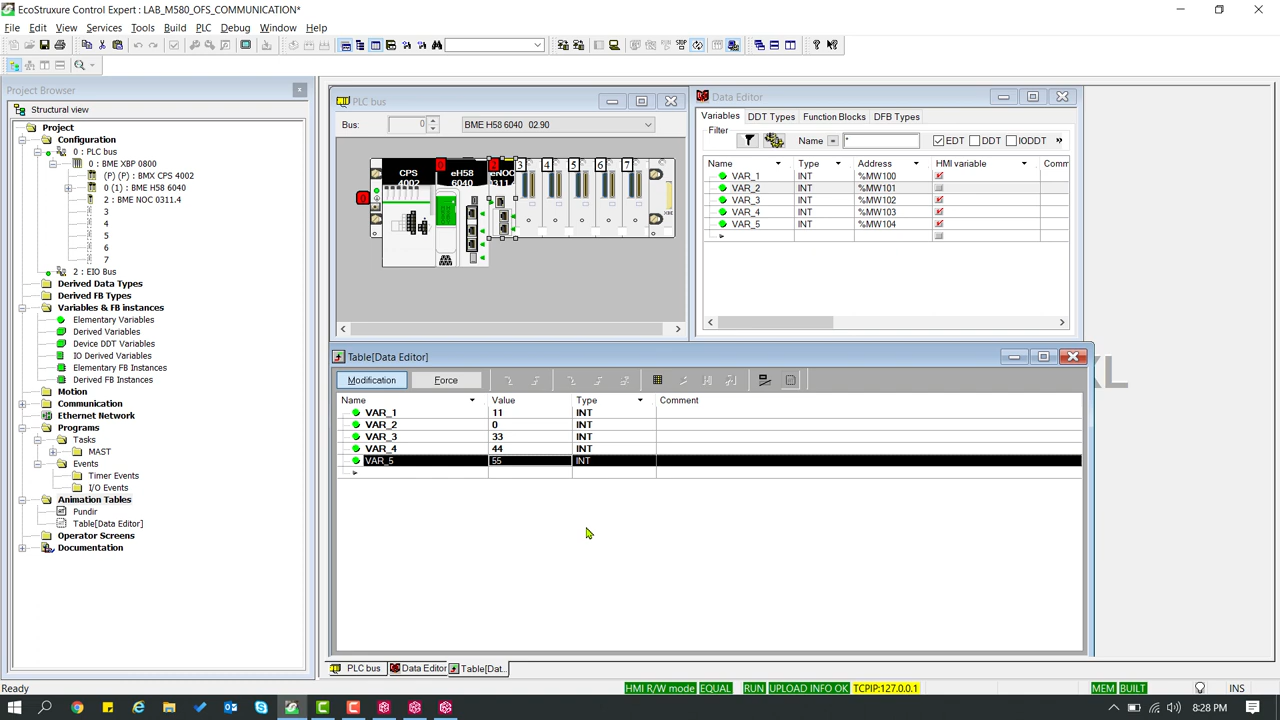 EcoStruxure Control Expert : LAB_M580_OFS_COMMUNICATION*
File Edit View Services Tools Build PLC Debug Window Help
Project Browser
Structural view
Project
Configuration
0 : PLC bus
0 : BME XBP 0800
(P) (P) : BMX CPS 4002
0 (1) : BME H58 6040
2 : BME NOC 0311.4
3
4
5
6
7
2 : EIO Bus
Derived Data Types
Derived FB Types
Variables & FB instances
Elementary Variables
Derived Variables
Device DDT Variables
IO Derived Variables
Elementary FB Instances
Derived FB Instances
Motion
Communication
Ethernet Network
Programs
Tasks
MAST
Events
Timer Events
I/O Events
Animation Tables
Pundir
Table[Data Editor]
Operator Screens
Documentation
PLC bus
Bus: 0 BME H58 6040 02.90
0 2 3 4 5 6 7
CPS 4002
eH58 6040
eNOC 0311.4
0
Data Editor
Variables DDT Types Function Blocks DFB Types
Filter
Name = * EDT DDT IODDT »
Name Type Address HMI variable Comm
VAR_1 INT %MW100
VAR_2 INT %MW101
VAR_3 INT %MW102
VAR_4 INT %MW103
VAR_5 INT %MW104
Table[Data Editor]
XL
Modification Force
Name Value Type Comment
VAR_1 11 INT
VAR_2 0 INT
VAR_3 33 INT
VAR_4 44 INT
VAR_5 55 INT
PLC bus Data Editor Table[Dat...
Ready HMI R/W mode EQUAL RUN UPLOAD INFO OK TCPIP:127.0.0.1 MEM BUILT INS
8:28 PM